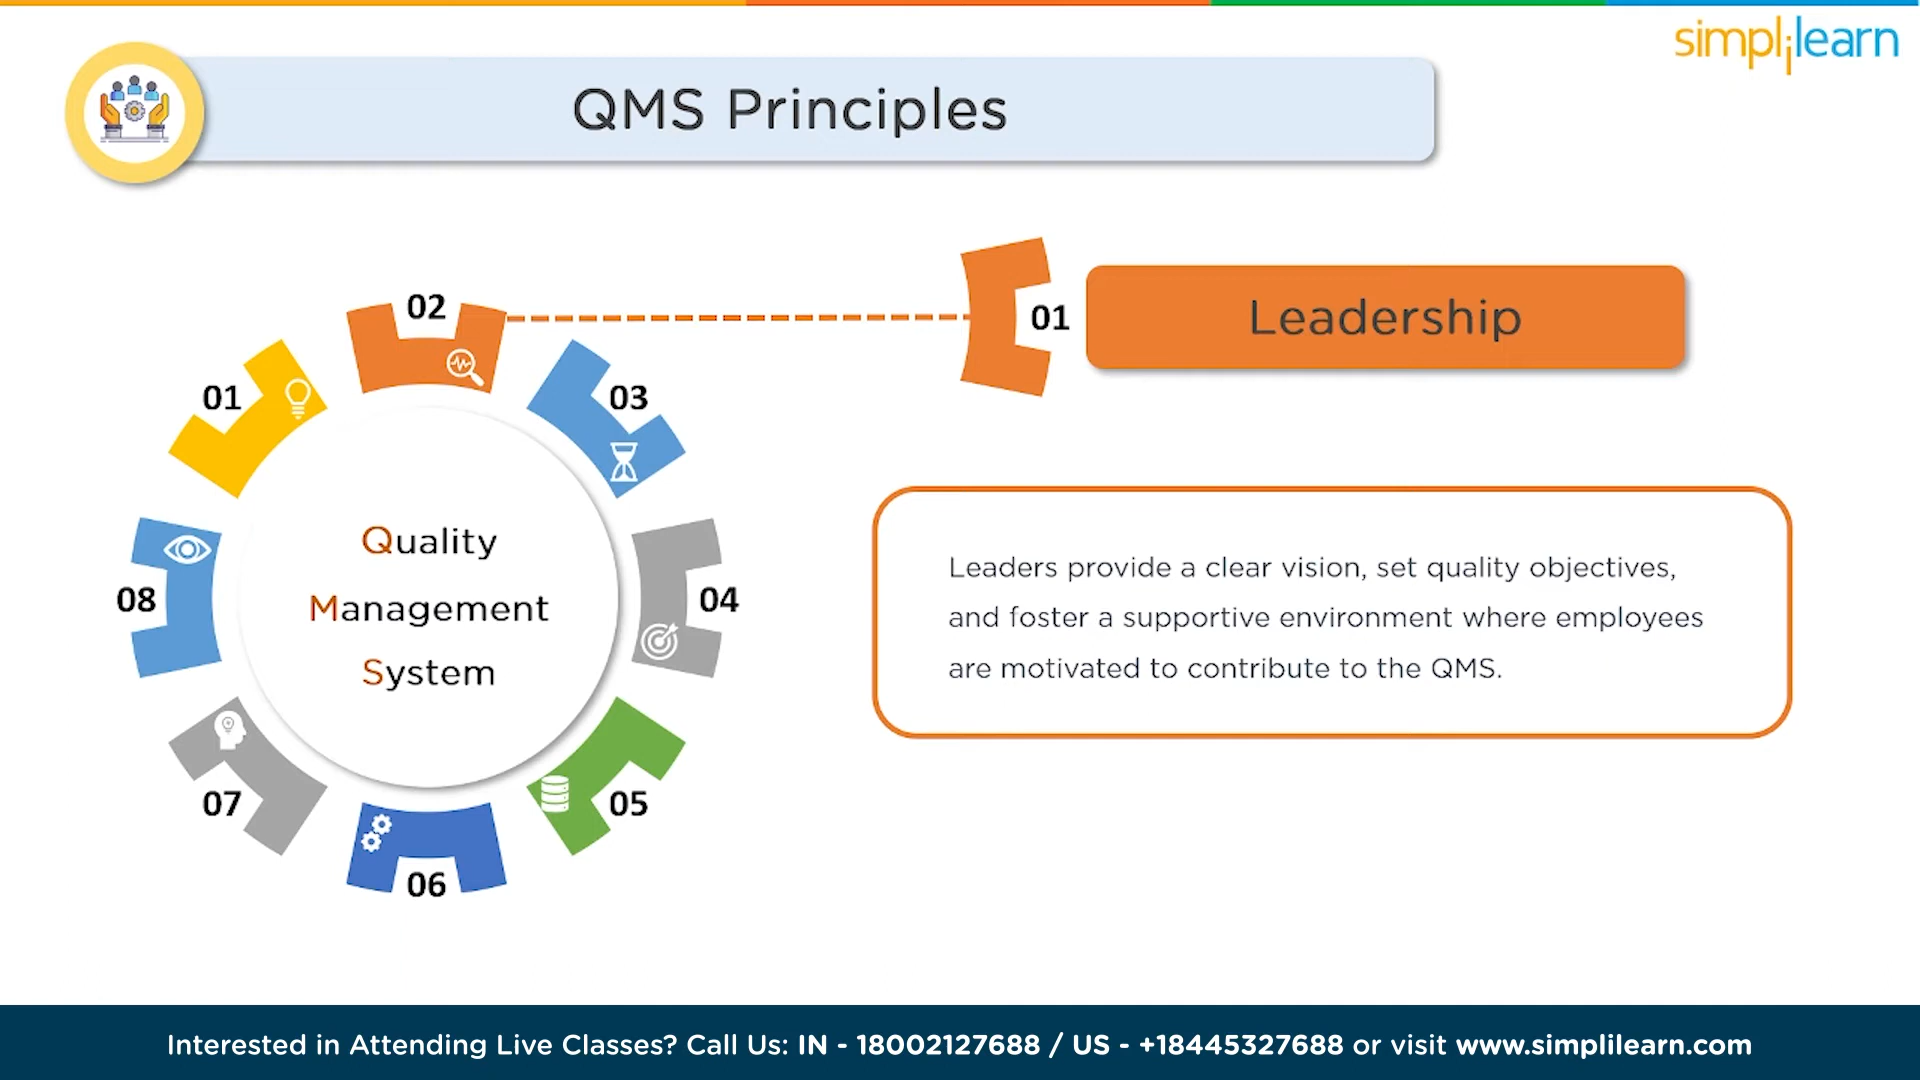 simplilearn
QMS Principles
02
01
03
08
04
07
05
06
Quality
Management
System
01
Leadership
Leaders provide a clear vision, set quality objectives,
and foster a supportive environment where employees
are motivated to contribute to the QMS.
Interested in Attending Live Classes? Call Us: IN - 18002127688 / US - +18445327688 or visit www.simplilearn.com